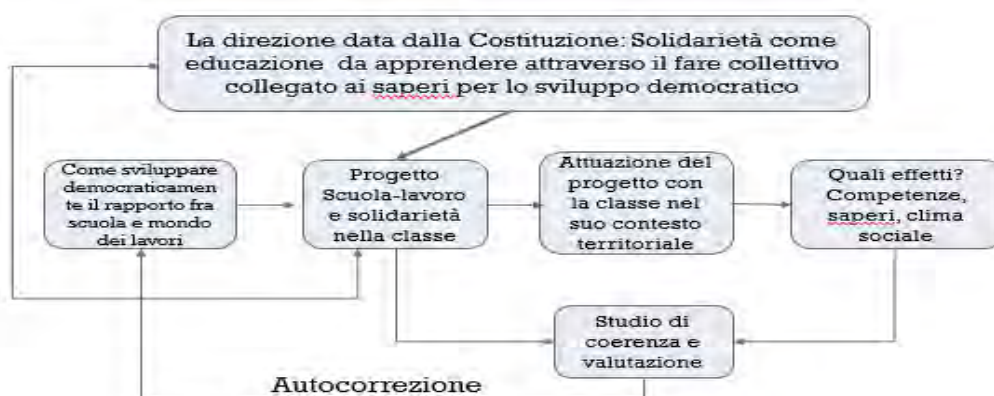 La direzione data dalla Costituzione: Solidarietà come
educazione da apprendere attraverso il fare collettivo
collegato ai saperi per lo sviluppo democratico
Come sviluppare
democraticamen
te il rapporto fra
scuola e mondo
dei lavori
Progetto
Scuola-lavoro
e solidarietà
nella classe
Attuazione del
progetto con
la classe nel
suo contesto
territoriale
Quali effetti?
Competenze,
saperi, clima
sociale
Studio di
coerenza e
valutazione
Autocorrezione